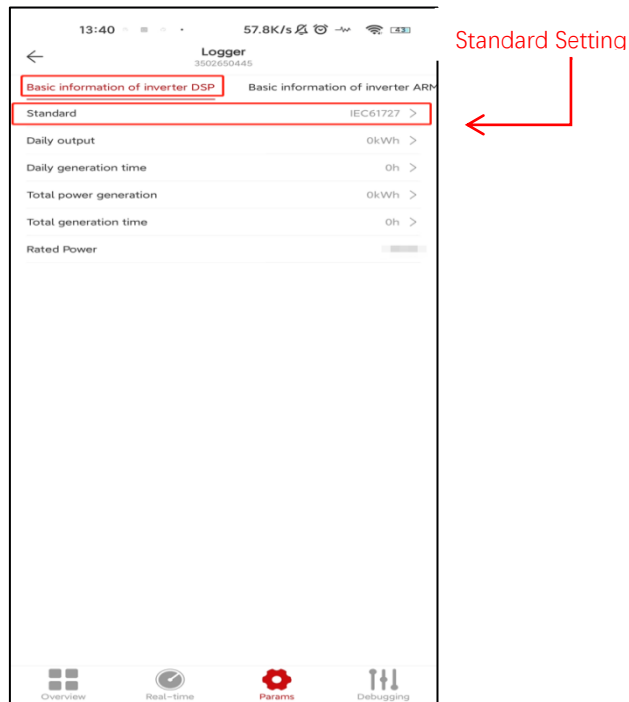 13:40 57.8K/s 43
Standard Setting
Logger
3502650445
Basic information of inverter DSP Basic information of inverter ARM
Standard IEC61727
Daily output 0kWh
Daily generation time 0h
Total power generation 0kWh
Total generation time 0h
Rated Power
Overview Real-time Params Debugging